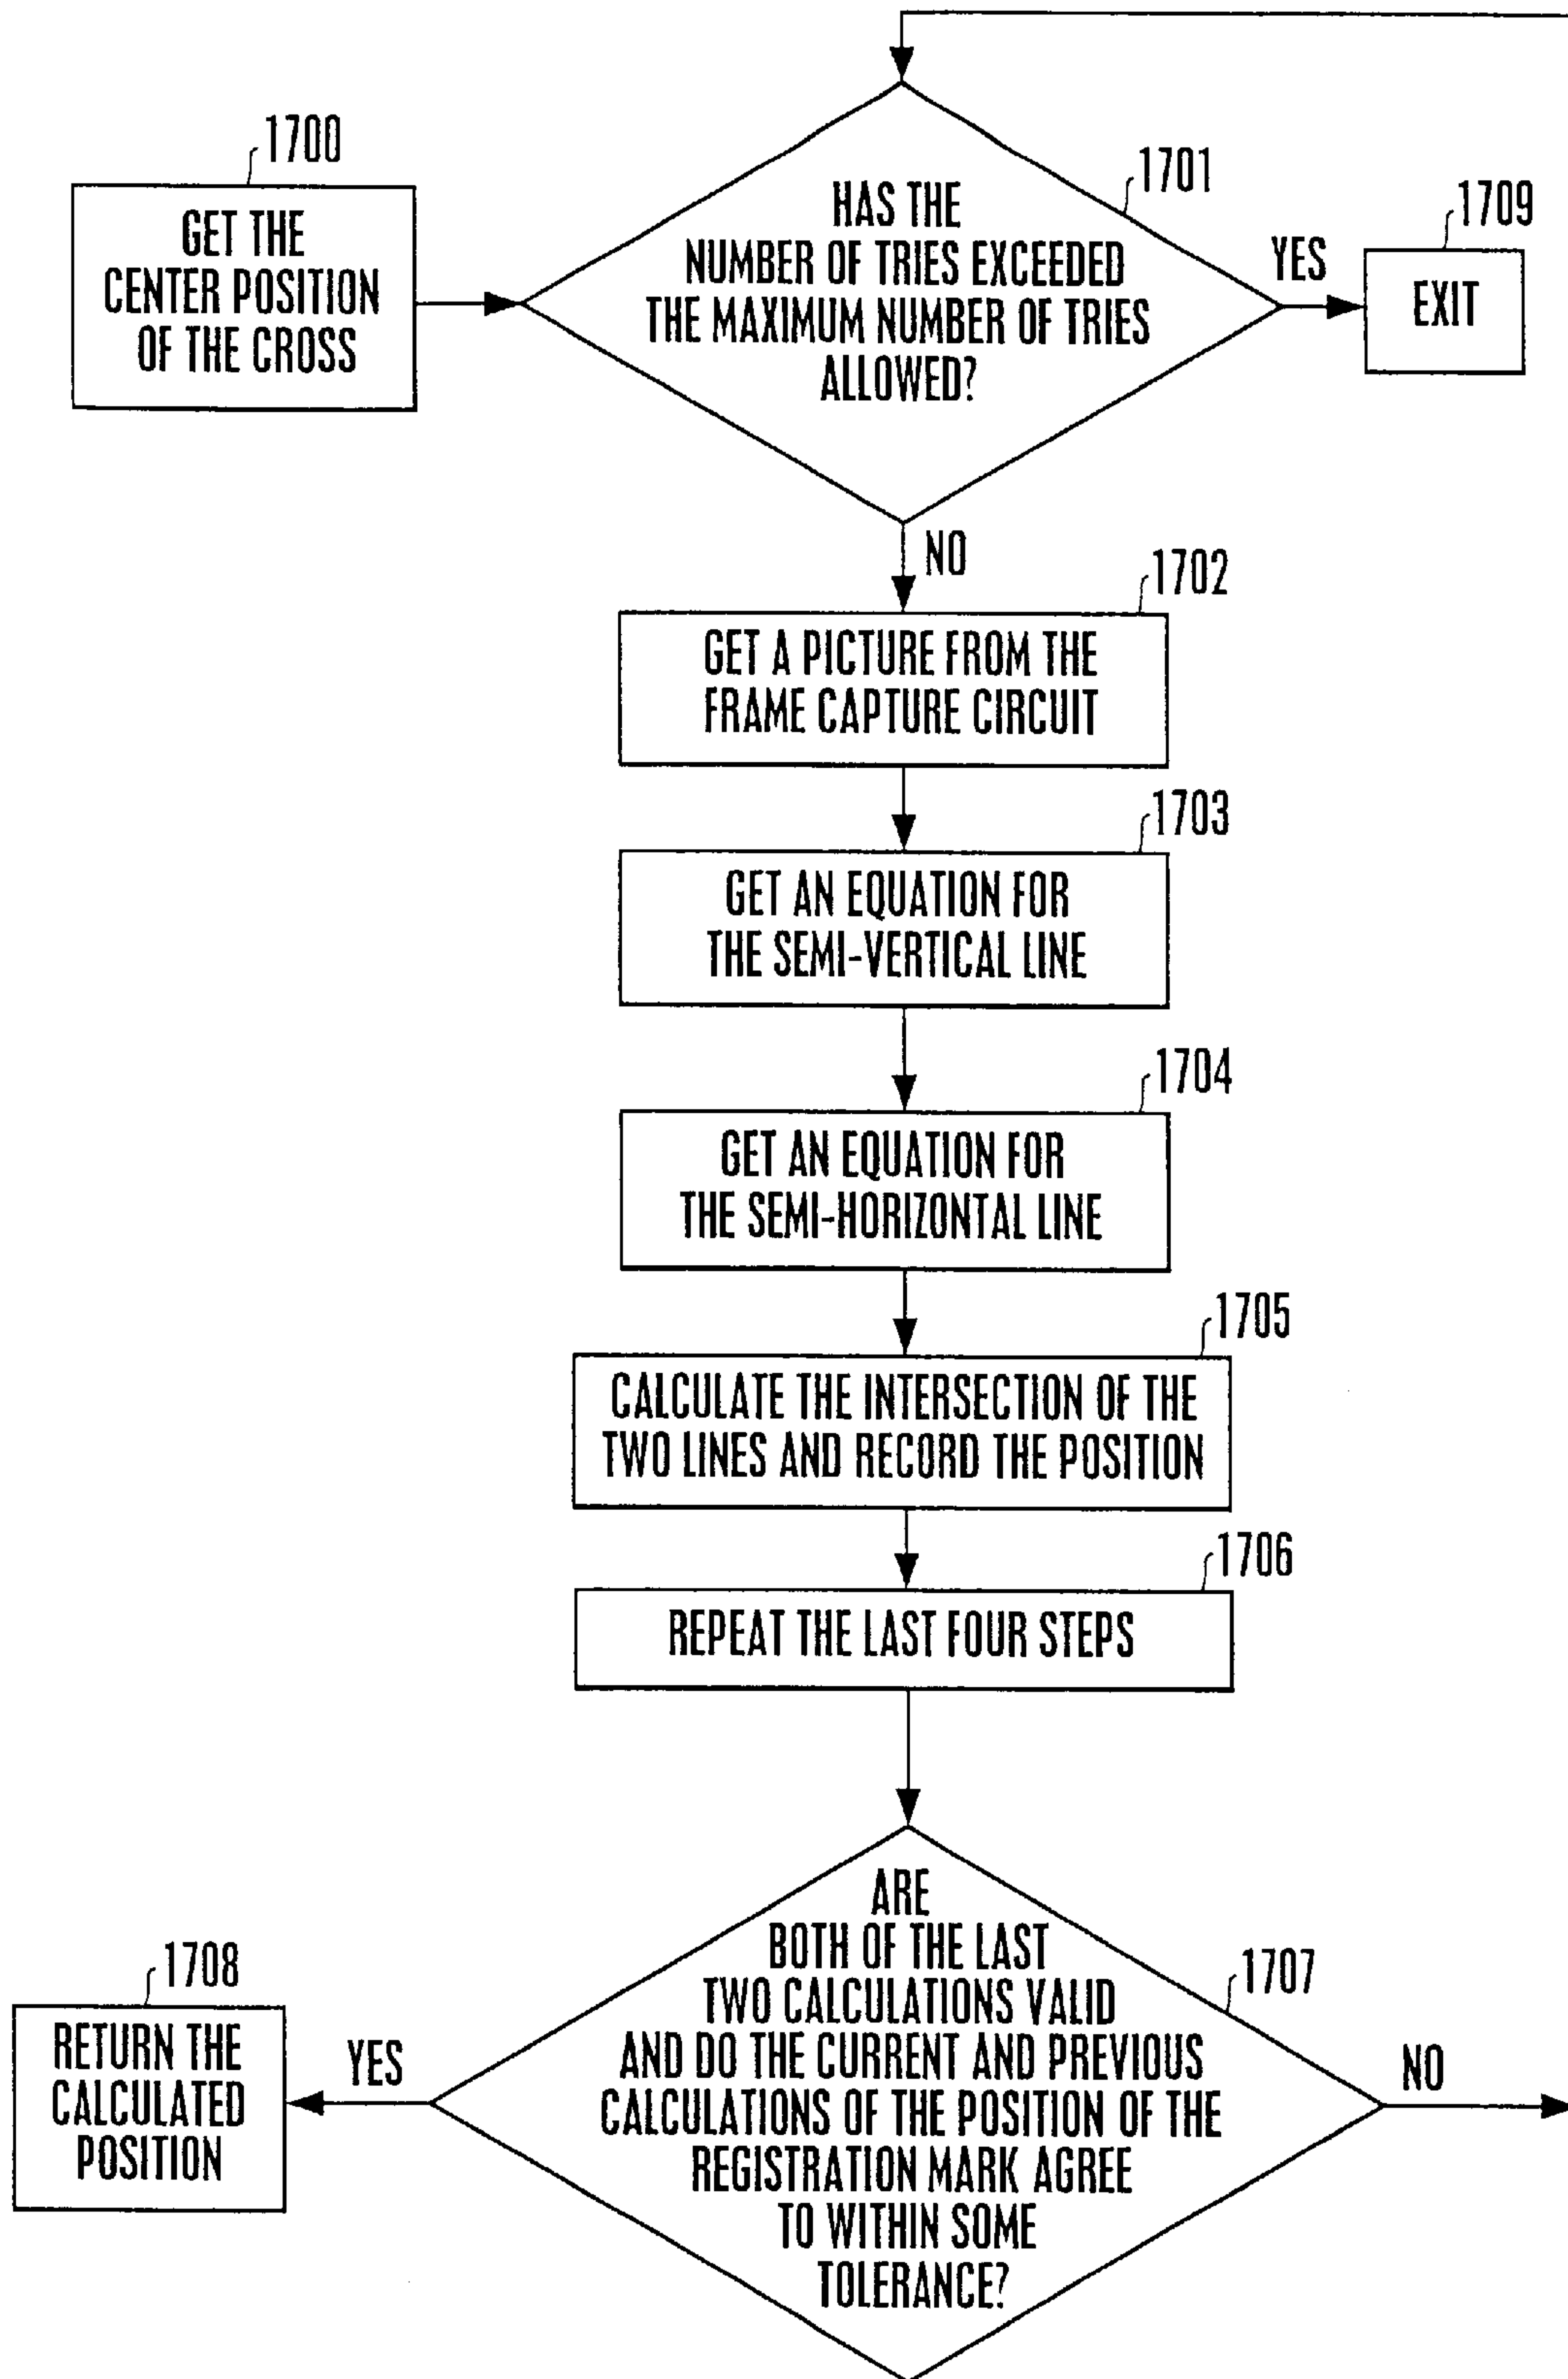 1700
GET THE
CENTER POSITION
OF THE CROSS
1701
HAS THE
NUMBER OF TRIES EXCEEDED
THE MAXIMUM NUMBER OF TRIES
ALLOWED?
YES
1709
EXIT
NO
1702
GET A PICTURE FROM THE
FRAME CAPTURE CIRCUIT
1703
GET AN EQUATION FOR
THE SEMI-VERTICAL LINE
1704
GET AN EQUATION FOR
THE SEMI-HORIZONTAL LINE
1705
CALCULATE THE INTERSECTION OF THE
TWO LINES AND RECORD THE POSITION
1706
REPEAT THE LAST FOUR STEPS
1707
ARE
BOTH OF THE LAST
TWO CALCULATIONS VALID
AND DO THE CURRENT AND PREVIOUS
CALCULATIONS OF THE POSITION OF THE
REGISTRATION MARK AGREE
TO WITHIN SOME
TOLERANCE?
YES
1708
RETURN THE
CALCULATED
POSITION
NO